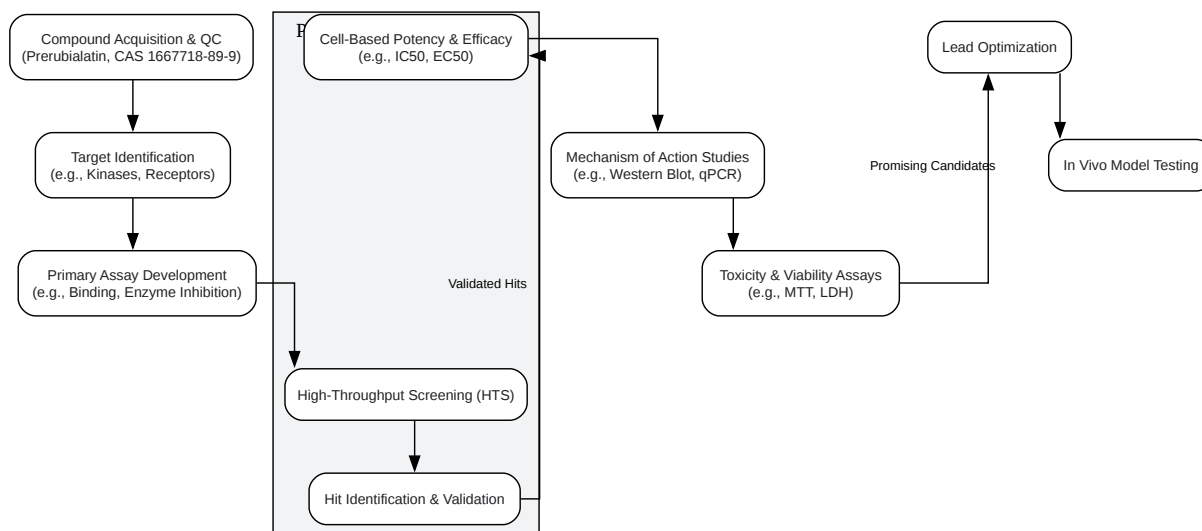 Compound Acquisition & QC
(Prerubialatin, CAS 1667718-89-9)
Target Identification
(e.g., Kinases, Receptors)
Primary Assay Development
(e.g., Binding, Enzyme Inhibition)
Cell-Based Potency & Efficacy
(e.g., IC50, EC50)
Validated Hits
High-Throughput Screening (HTS)
Hit Identification & Validation
Mechanism of Action Studies
(e.g., Western Blot, qPCR)
Toxicity & Viability Assays
(e.g., MTT, LDH)
Promising Candidates
Lead Optimization
In Vivo Model Testing